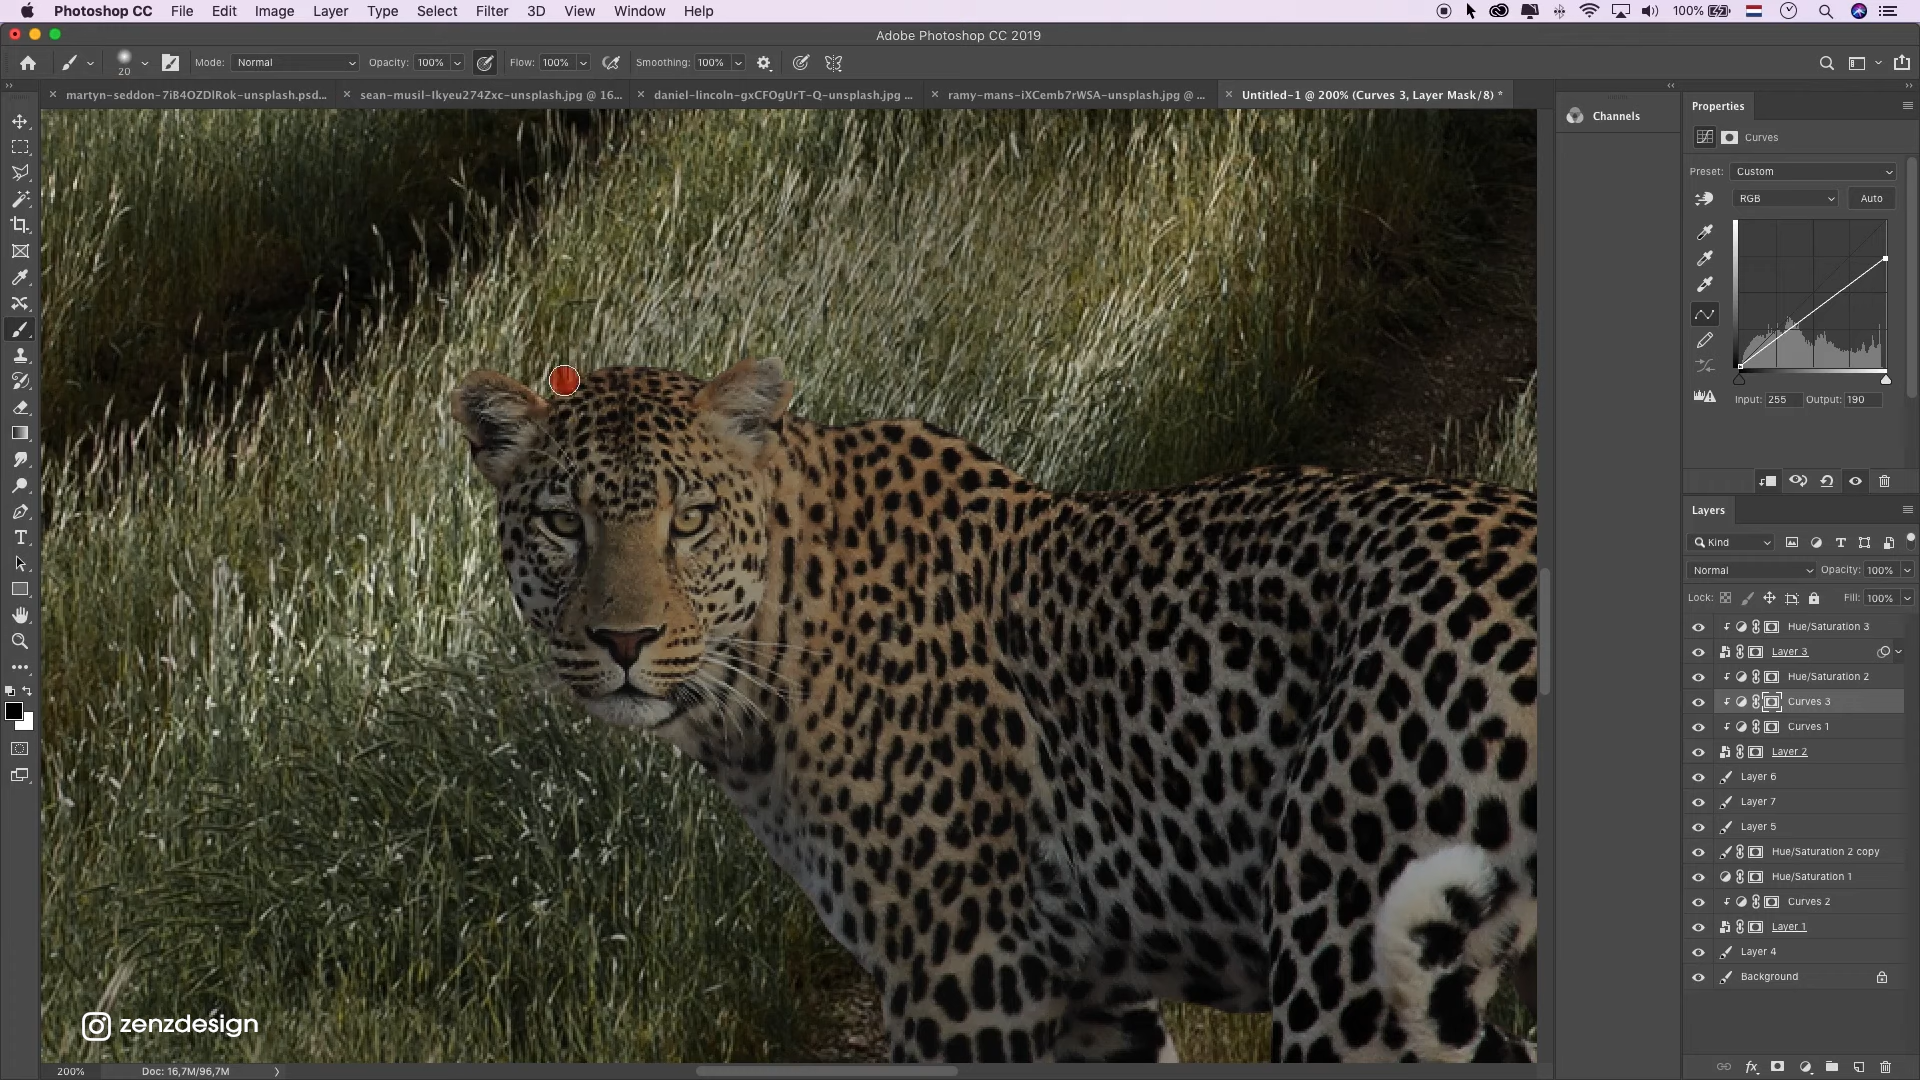 Photoshop CC File Edit Image Layer Type Select Filter 3D View Window Help 100%
Adobe Photoshop CC 2019
20 Mode: Normal Opacity: 100% Flow: 100% Smoothing: 100%
martyn-seddon-7iB4OZDlRok-unsplash.psd... sean-musil-Ikyeu274Zxc-unsplash.jpg @ 16... daniel-lincoln-gxCFOgUrT-Q-unsplash.jpg ... ramy-mans-iXCemb7rWSA-unsplash.jpg @ ... Untitled-1 @ 200% (Curves 3, Layer Mask/8) *
Channels
Properties
Curves
Preset: Custom
RGB Auto
Input: 255 Output: 190
Layers
Kind
Normal Opacity: 100%
Lock: Fill: 100%
Hue/Saturation 3
Layer 3
Hue/Saturation 2
Curves 3
Curves 1
Layer 2
Layer 6
Layer 7
Layer 5
Hue/Saturation 2 copy
Hue/Saturation 1
Curves 2
Layer 1
Layer 4
Background
zenzdesign
200% Doc: 16,7M/96,7M
fx